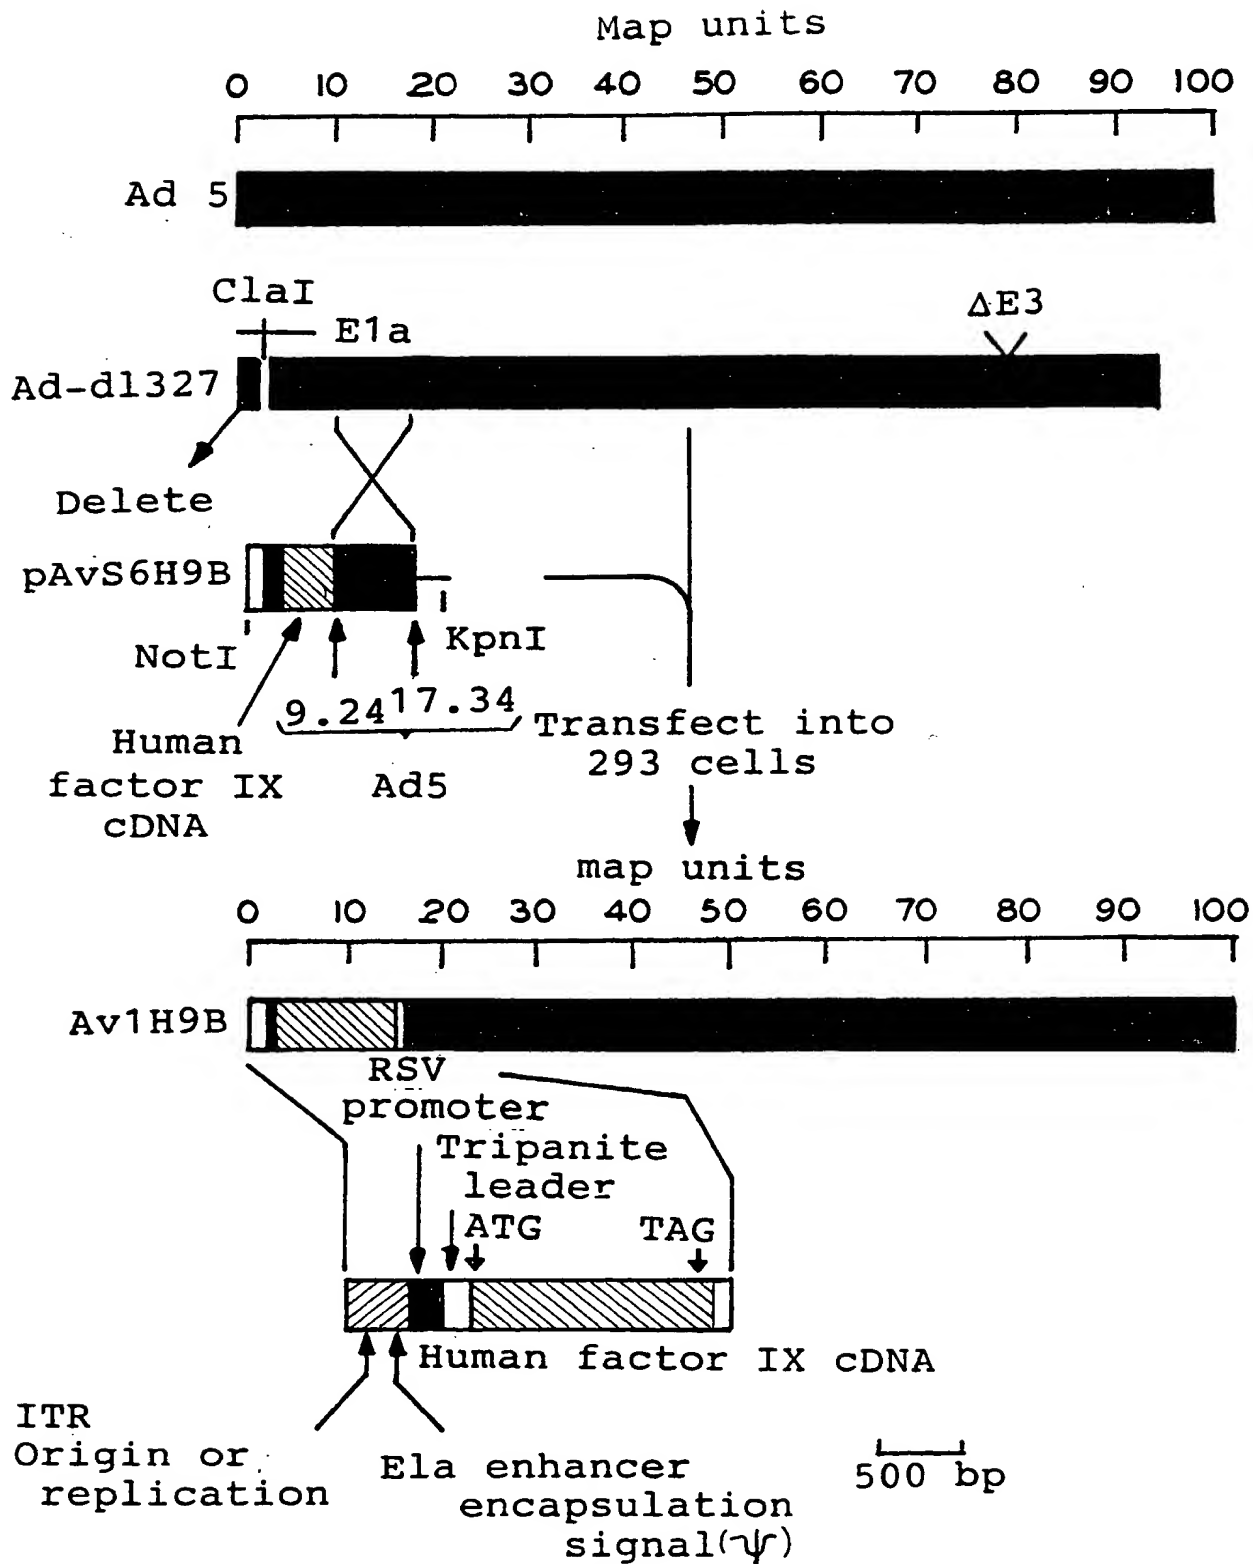 Map units
0 10 20 30 40 50 60 70 80 90 100
Ad 5
ClaI
E1a
ΔE3
Ad-dl327
Delete
pAvS6H9B
NotI
KpnI
9.24 17.34
Human
factor IX
cDNA
Ad5
Transfect into
293 cells
map units
0 10 20 30 40 50 60 70 80 90 100
Av1H9B
RSV
promoter
Tripanite
leader
ATG
TAG
Human factor IX cDNA
ITR
Origin or
replication
Ela enhancer
encapsulation
signal(ψ)
500 bp